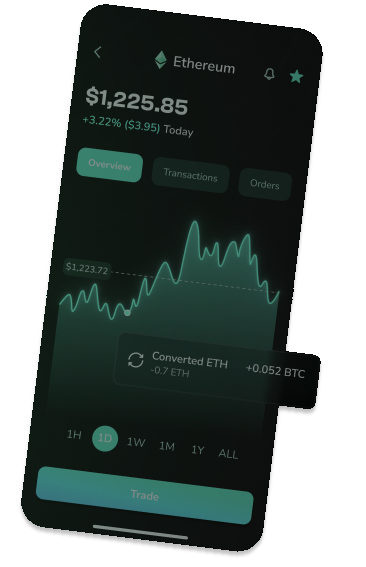 Ethereum
$1,225.85
+3.22% ($3.95) Today
Overview Transactions Orders
$1,223.72
Converted ETH +0.052 BTC
-0.7 ETH
1H 1D 1W 1M 1Y ALL
Trade